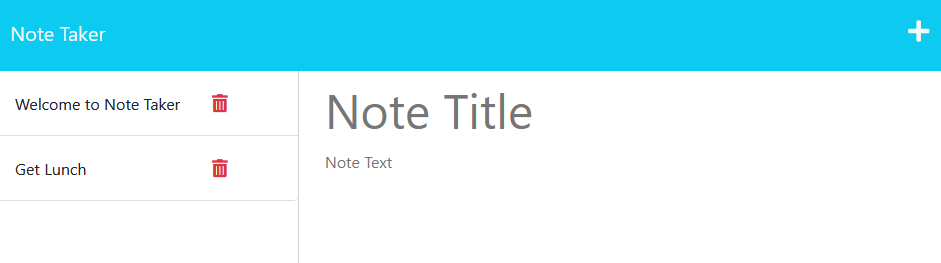 Note Taker
Welcome to Note Taker
Get Lunch
Note Title
Note Text